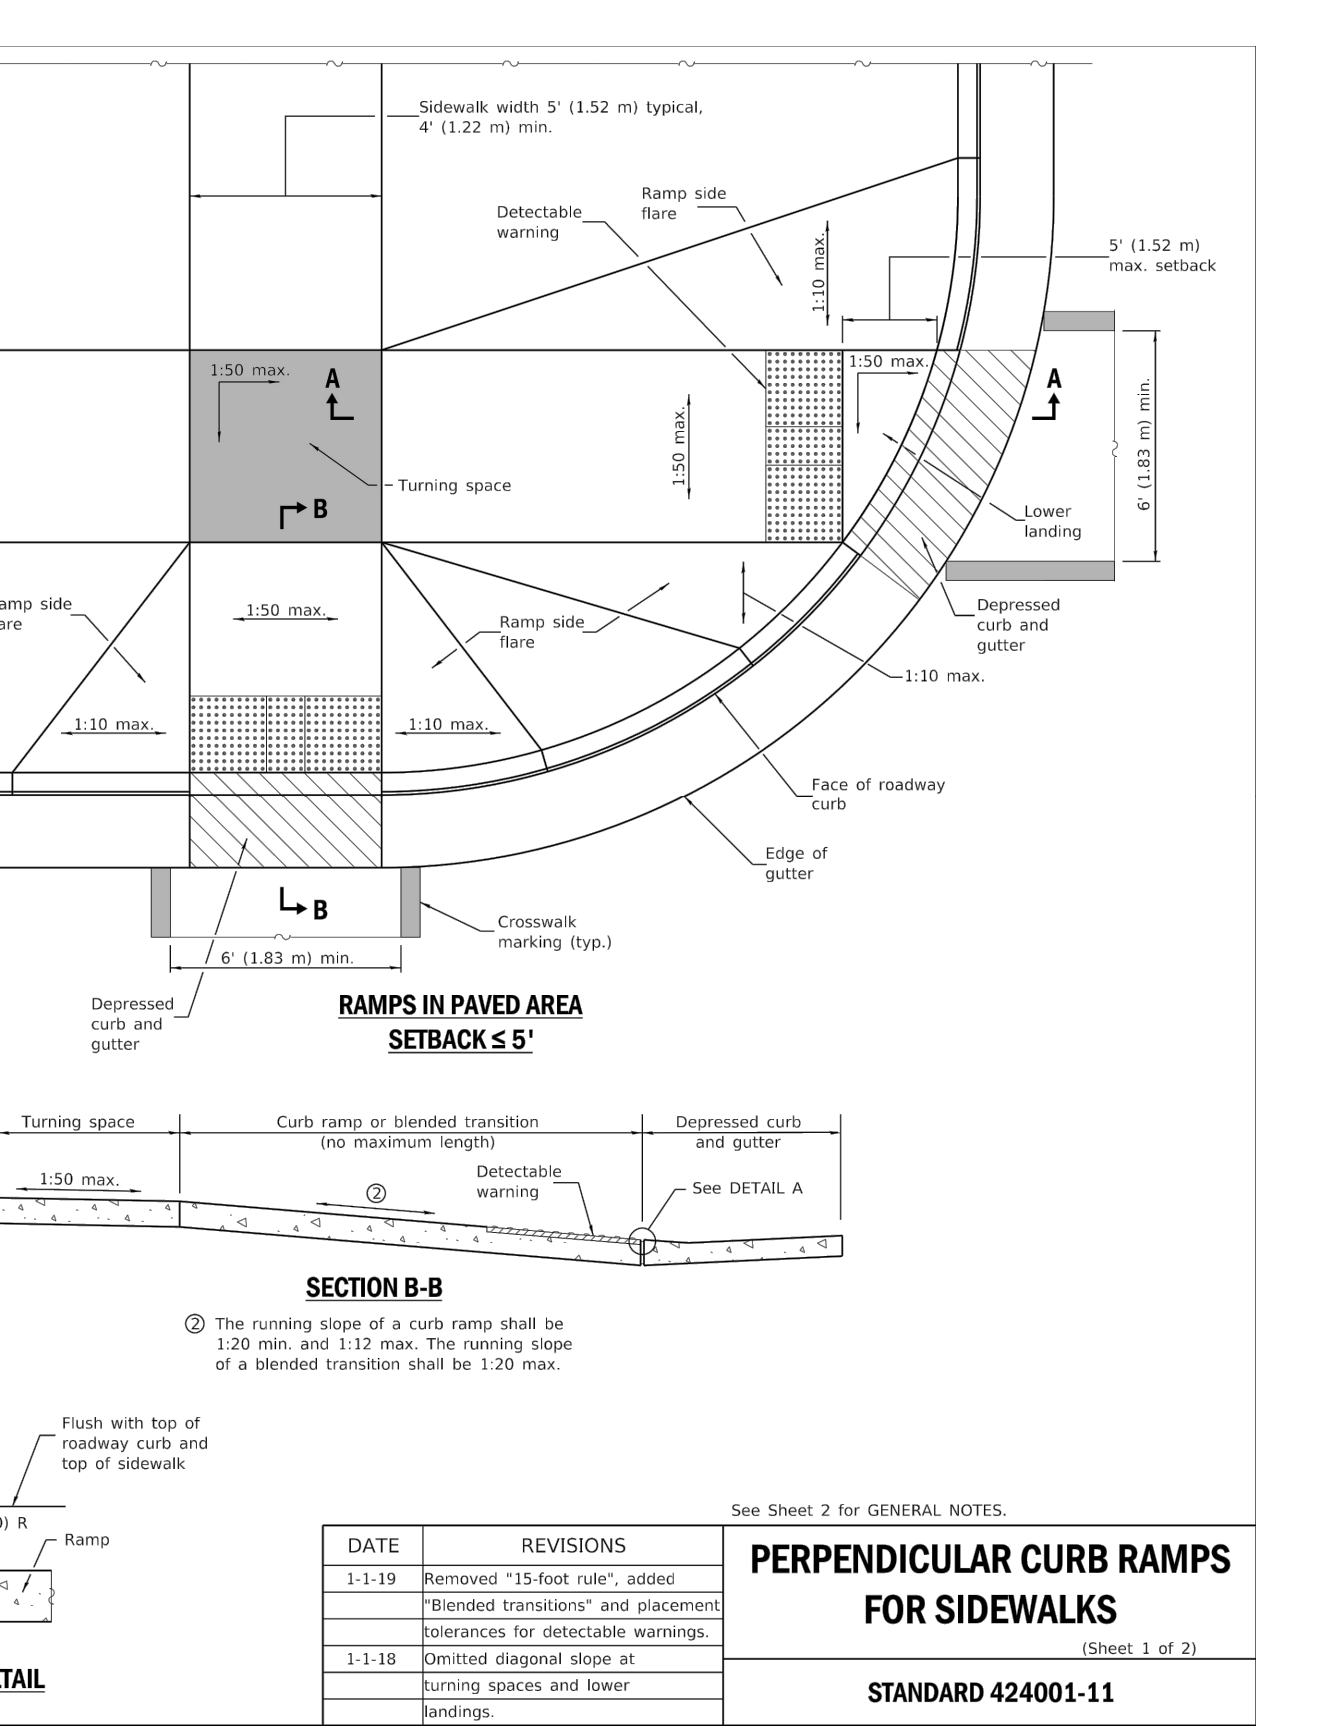 Sidewalk width 5' (1.52 m) typical,
4' (1.22 m) min.
Ramp side
flare
Detectable
warning
1:10 max.
5' (1.52 m)
max. setback
1:50 max.
A
1:50 max.
A
1:50 max.
6' (1.83 m) min.
Turning space
B
Lower
landing
amp side
are
1:50 max.
Ramp side
flare
Depressed
curb and
gutter
1:10 max.
1:10 max.
1:10 max.
Face of roadway
curb
Edge of
gutter
B
Crosswalk
marking (typ.)
6' (1.83 m) min.
Depressed
curb and
gutter
RAMPS IN PAVED AREA
SETBACK ≤ 5'
Turning space
Curb ramp or blended transition
(no maximum length)
Depressed curb
and gutter
1:50 max.
2
Detectable
warning
See DETAIL A
SECTION B-B
2 The running slope of a curb ramp shall be
1:20 min. and 1:12 max. The running slope
of a blended transition shall be 1:20 max.
Flush with top of
roadway curb and
top of sidewalk
) R
Ramp
TAIL
See Sheet 2 for GENERAL NOTES.
DATE REVISIONS
1-1-19 Removed "15-foot rule", added
"Blended transitions" and placement
tolerances for detectable warnings.
1-1-18 Omitted diagonal slope at
turning spaces and lower
landings.
PERPENDICULAR CURB RAMPS
FOR SIDEWALKS
(Sheet 1 of 2)
STANDARD 424001-11